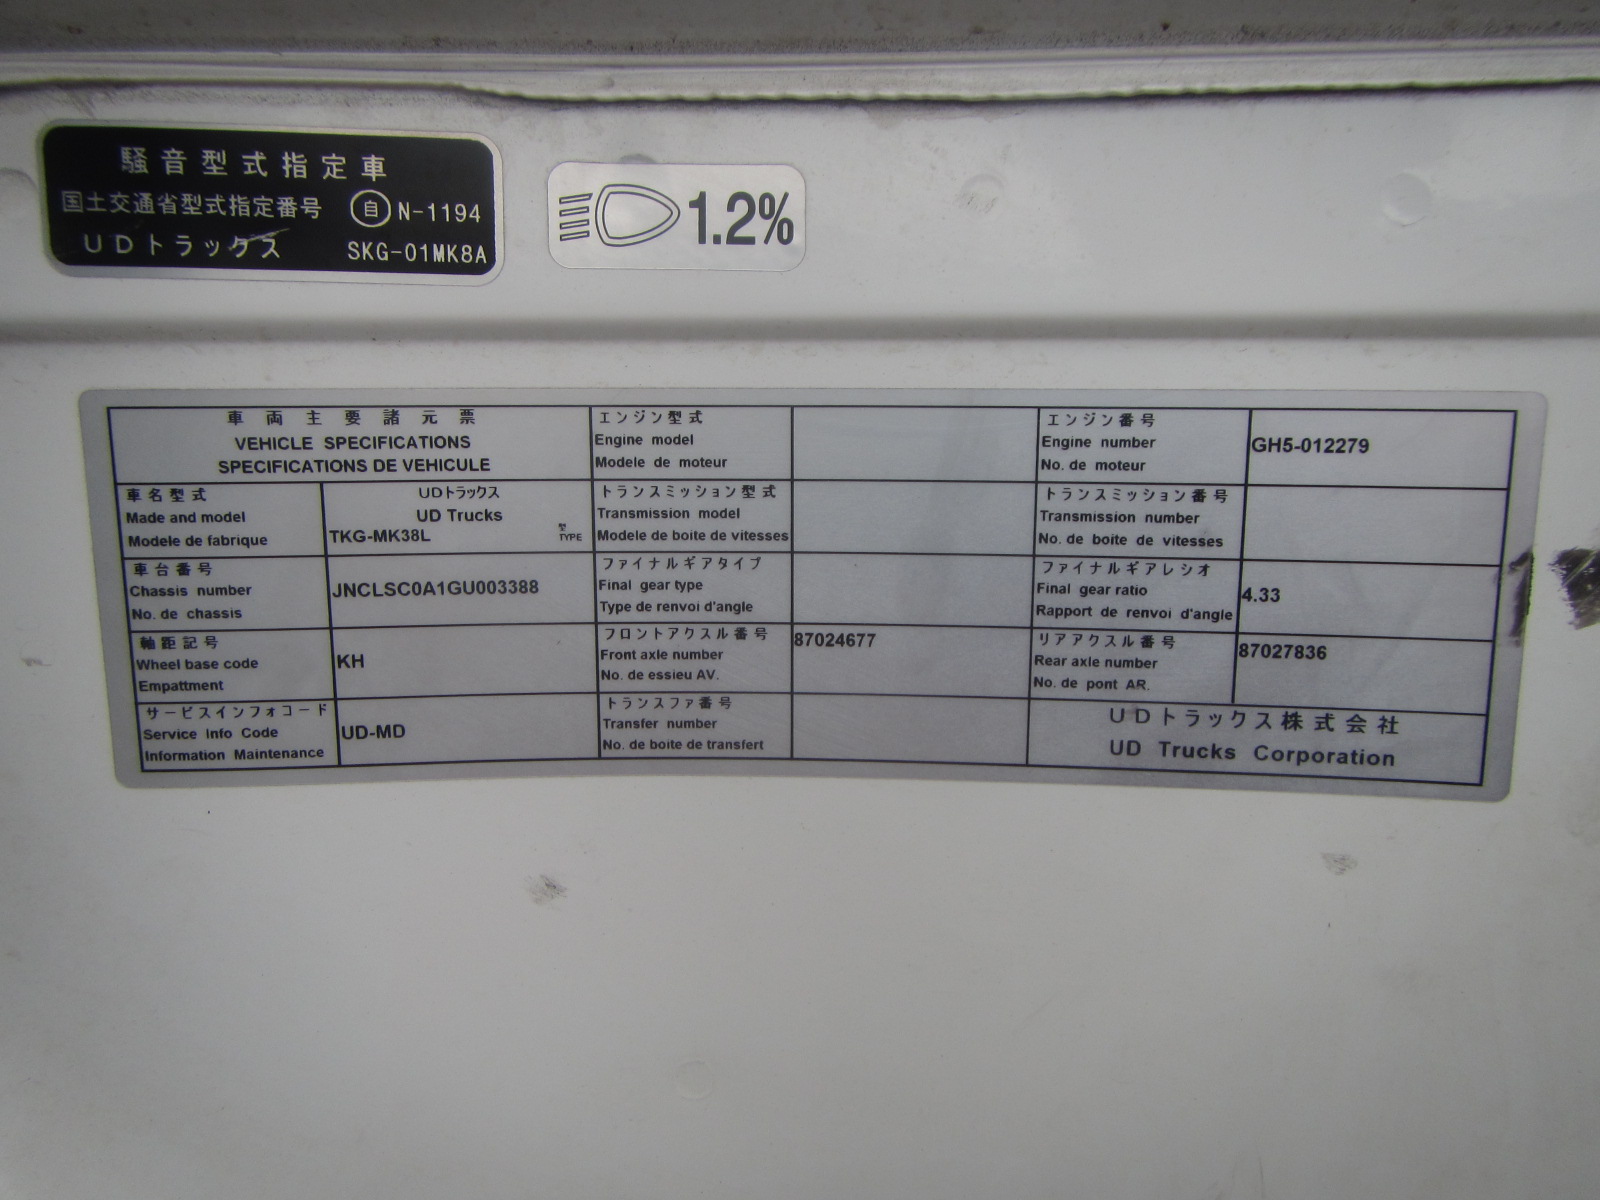 騒音型式指定車
国土交通省型式指定番号 自 N-1194
UDトラックス SKG-01MK8A
1.2%
車両主要諸元票
VEHICLE SPECIFICATIONS
SPECIFICATIONS DE VEHICULE
エンジン型式
Engine model
Modele de moteur
エンジン番号
Engine number
No. de moteur
GH5-012279
車名型式
Made and model
Modele de fabrique
UDトラックス
UD Trucks
TKG-MK38L
型
TYPE
トランスミッション型式
Transmission model
Modele de boite de vitesses
トランスミッション番号
Transmission number
No. de boite de vitesses
車台番号
Chassis number
No. de chassis
JNCLSC0A1GU003388
ファイナルギアタイプ
Final gear type
Type de renvoi d'angle
ファイナルギアレシオ
Final gear ratio
Rapport de renvoi d'angle
4.33
軸距記号
Wheel base code
Empattment
KH
フロントアクスル番号
Front axle number
No. de essieu AV.
87024677
リアアクスル番号
Rear axle number
No. de pont AR.
87027836
サービスインフォコード
Service Info Code
Information Maintenance
UD-MD
トランスファ番号
Transfer number
No. de boite de transfert
UDトラックス株式会社
UD Trucks Corporation